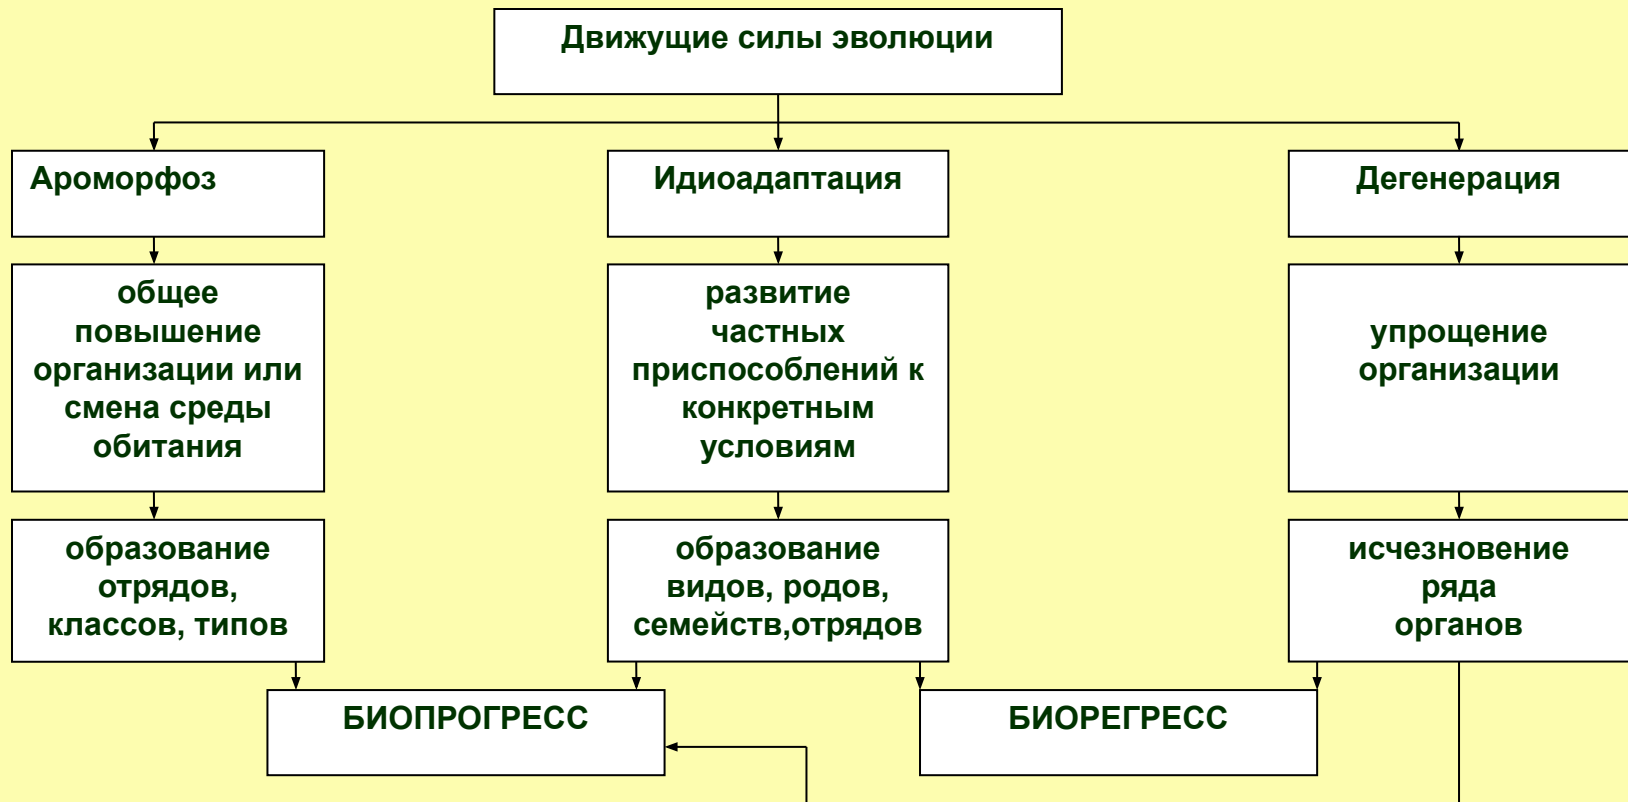 Движущие силы эволюции
Ароморфоз
Идиоадаптация
Дегенерация
общее
повышение
организации или
смена среды
обитания
развитие
частных
приспособлений к
конкретным
условиям
упрощение
организации
образование
отрядов,
классов, типов
образование
видов, родов,
семейств,отрядов
исчезновение
ряда
органов
БИОПРОГРЕСС
БИОРЕГРЕСС